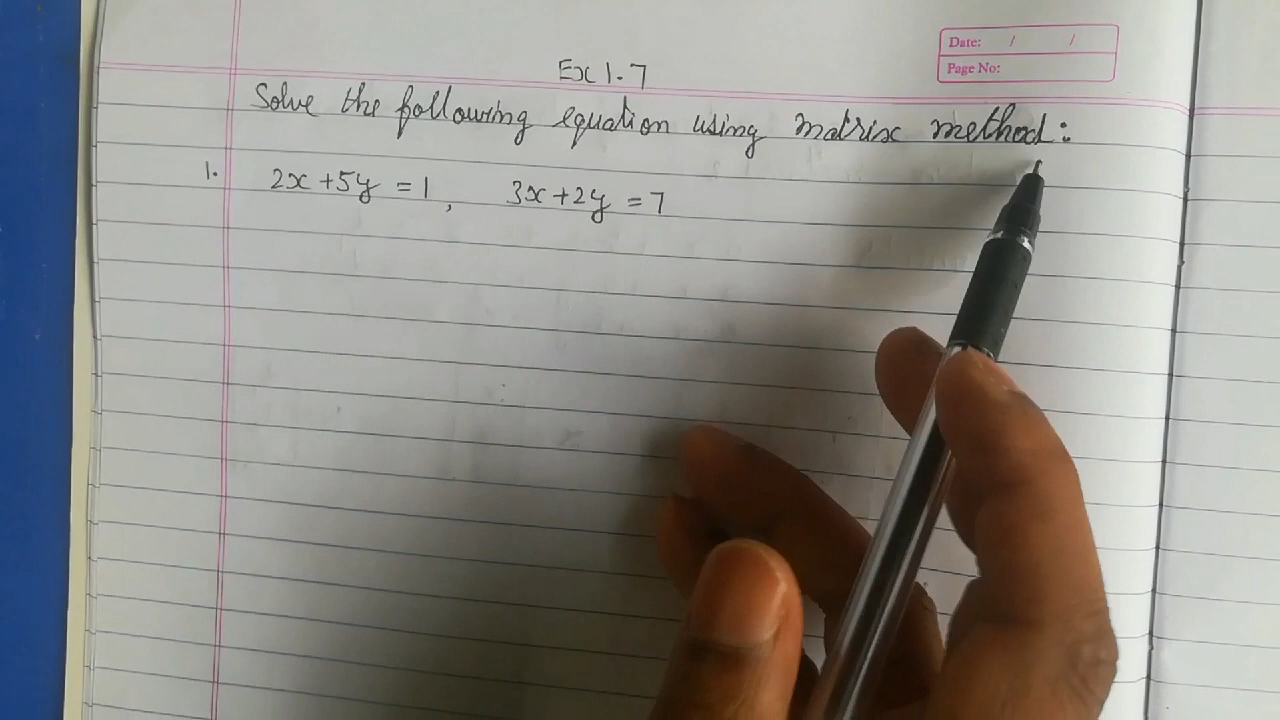 Date: / /
Page No:
Ex 1.7
Solve the following equation using matrix method:
1. 2x + 5y = 1, 3x + 2y = 7